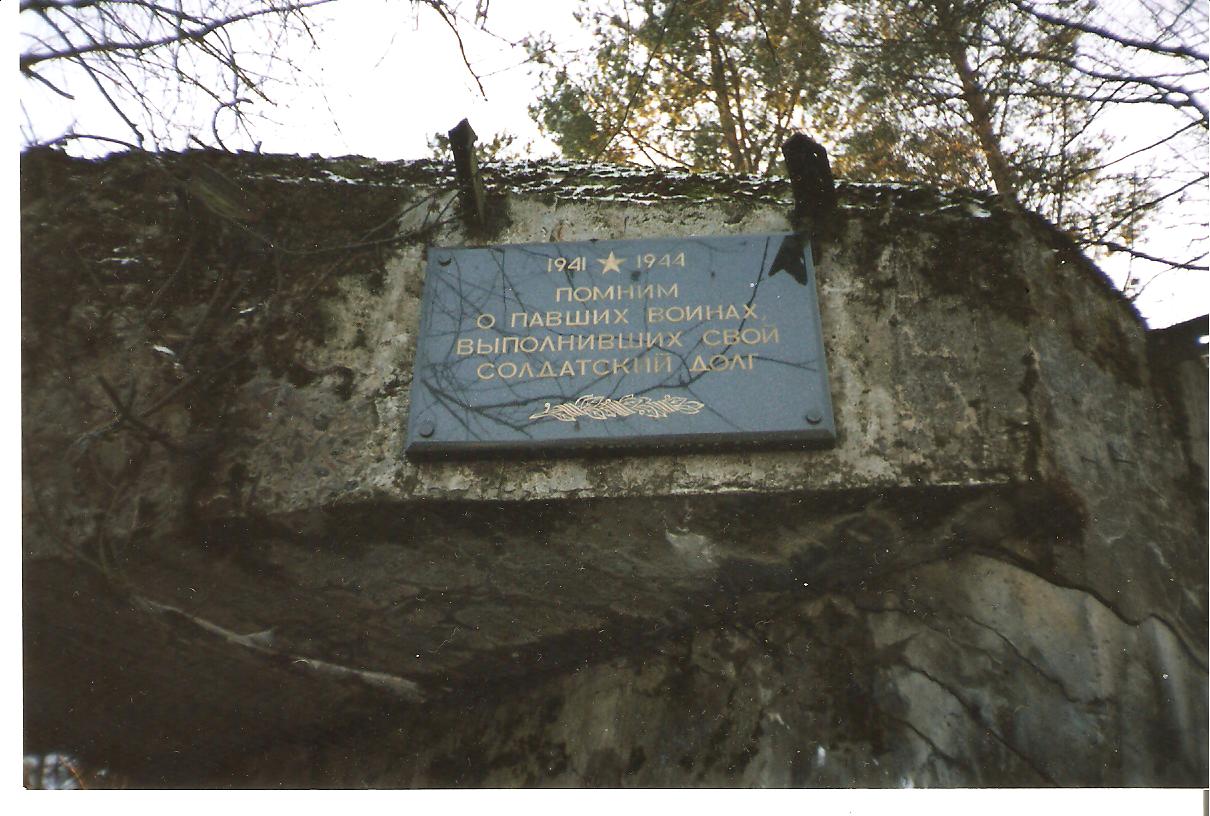 1941 ★ 1944
ПОМНИМ
О ПАВШИХ ВОИНАХ,
ВЫПОЛНИВШИХ СВОЙ
СОЛДАТСКИЙ ДОЛГ